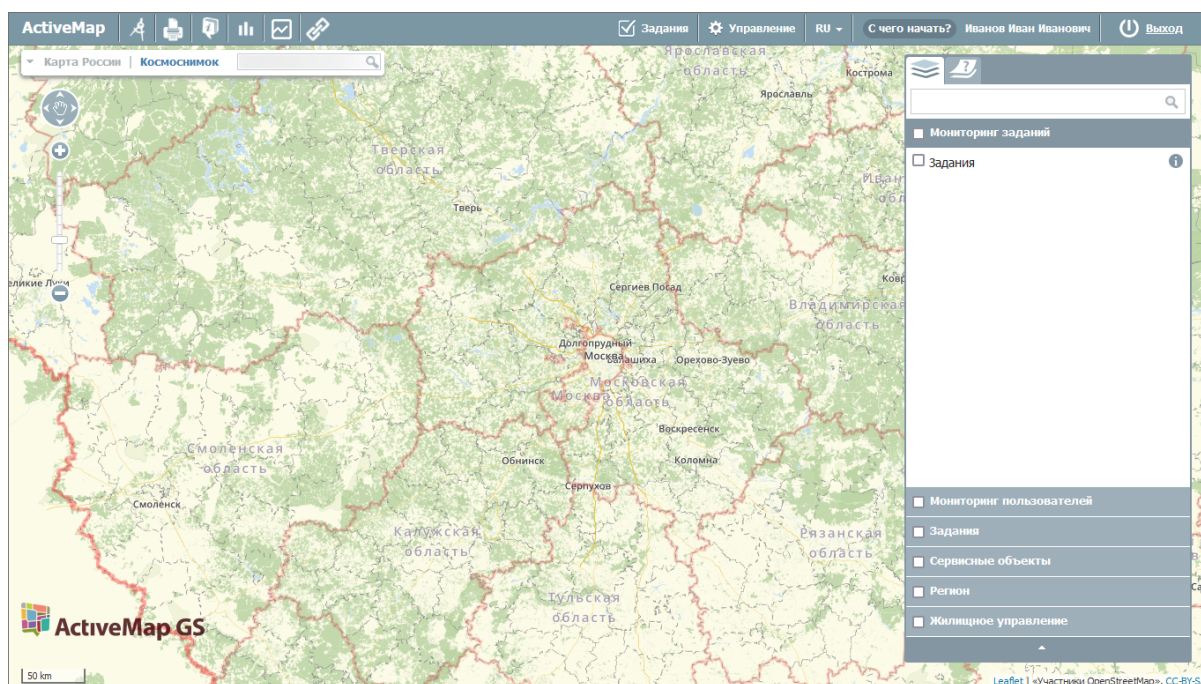 ActiveMap
Задания
Управление
RU
С чего начать?
Иванов Иван Иванович
Выход
Карта России | Космоснимок
Ярославская
область
Кострома
Ярославль
Мониторинг заданий
Задания
Тверская
область
Тверь
Сергиев Посад
Владимирская
область
Долгопрудный
Москва
Балашиха
Орехово-Зуево
Московская
Москва
область
Воскресенск
Коломна
Обнинск
Серпухов
Смоленская
область
Смоленск
Калужская
область
Рязанская
область
Тульская
область
Мониторинг пользователей
Задания
Сервисные объекты
Регион
Жилищное управление
ActiveMap GS
50 km
Leaflet | «Участники OpenStreetMap», CC-BY-S